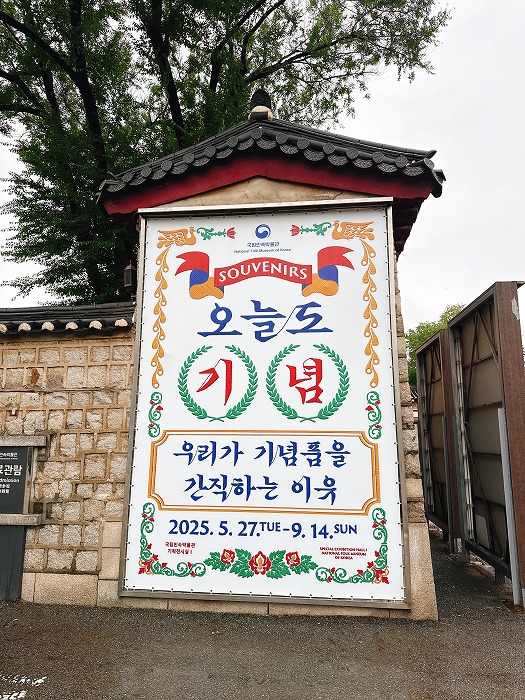 국립민속박물관
National Folk Museum of Korea
SOUVENIRS
오늘도
기념
우리가 기념품을
간직하는 이유
2025. 5. 27.TUE-9. 14.SUN
국립민속박물관
기획전시실 I
SPECIAL EXHIBITION HALL I
NATIONAL FOLK MUSEUM
OF KOREA
료관람